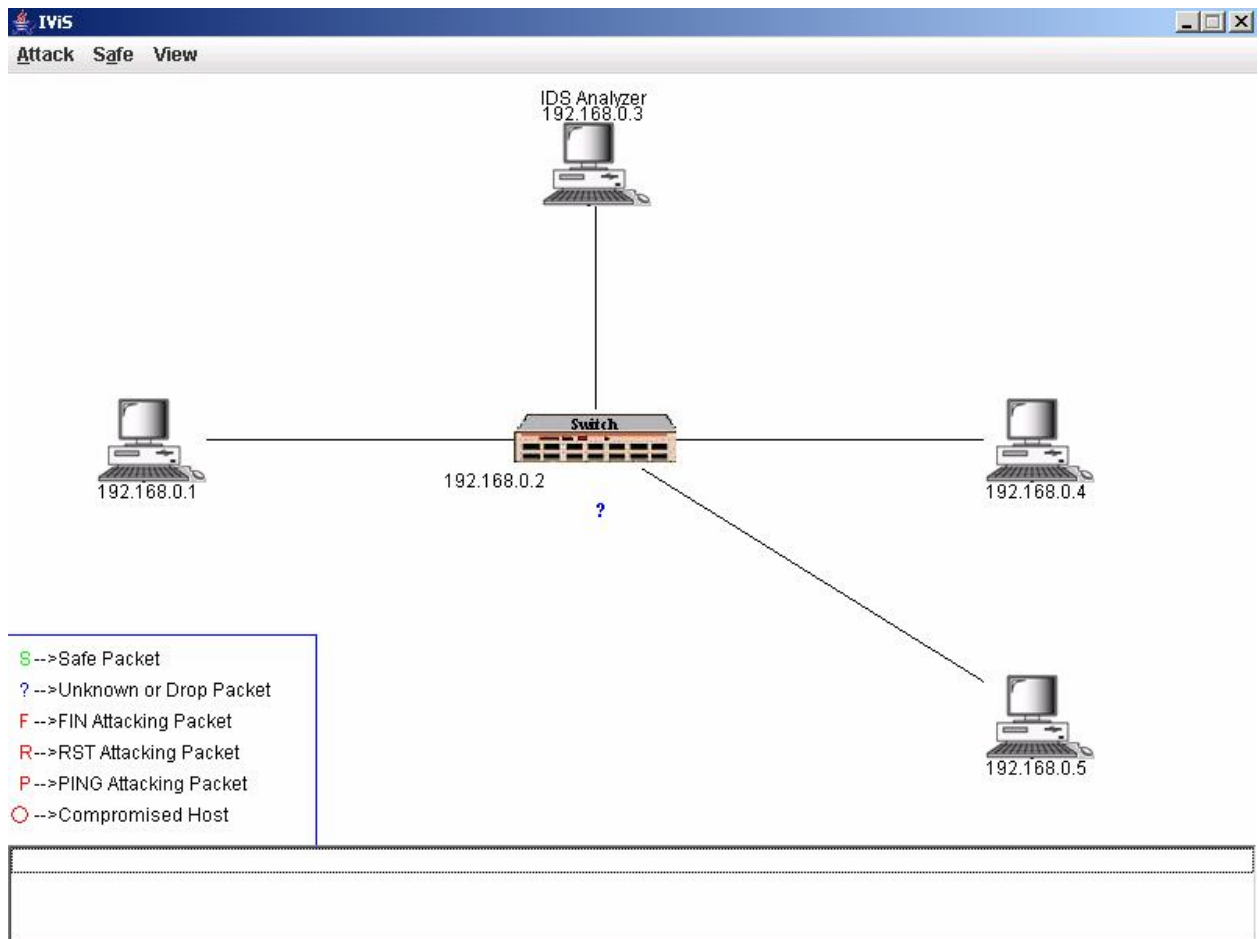 IViS
Attack Safe View
IDS Analyzer
192.168.0.3
Switch
192.168.0.1
192.168.0.2
192.168.0.4
?
192.168.0.5
S-->Safe Packet
?-->Unknown or Drop Packet
F-->FIN Attacking Packet
R-->RST Attacking Packet
P-->PING Attacking Packet
-->Compromised Host